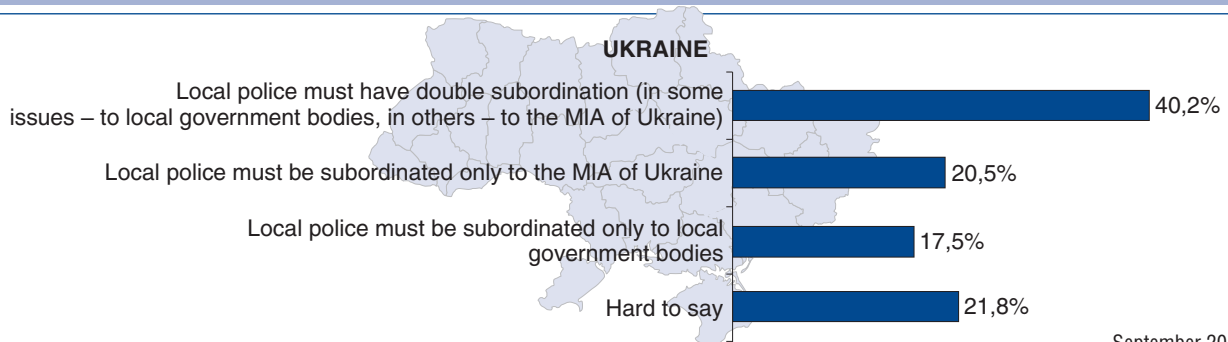 UKRAINE
Local police must have double subordination (in some
issues – to local government bodies, in others – to the MIA of Ukraine)
40,2%
Local police must be subordinated only to the MIA of Ukraine
20,5%
Local police must be subordinated only to local
government bodies
17,5%
Hard to say
21,8%
September